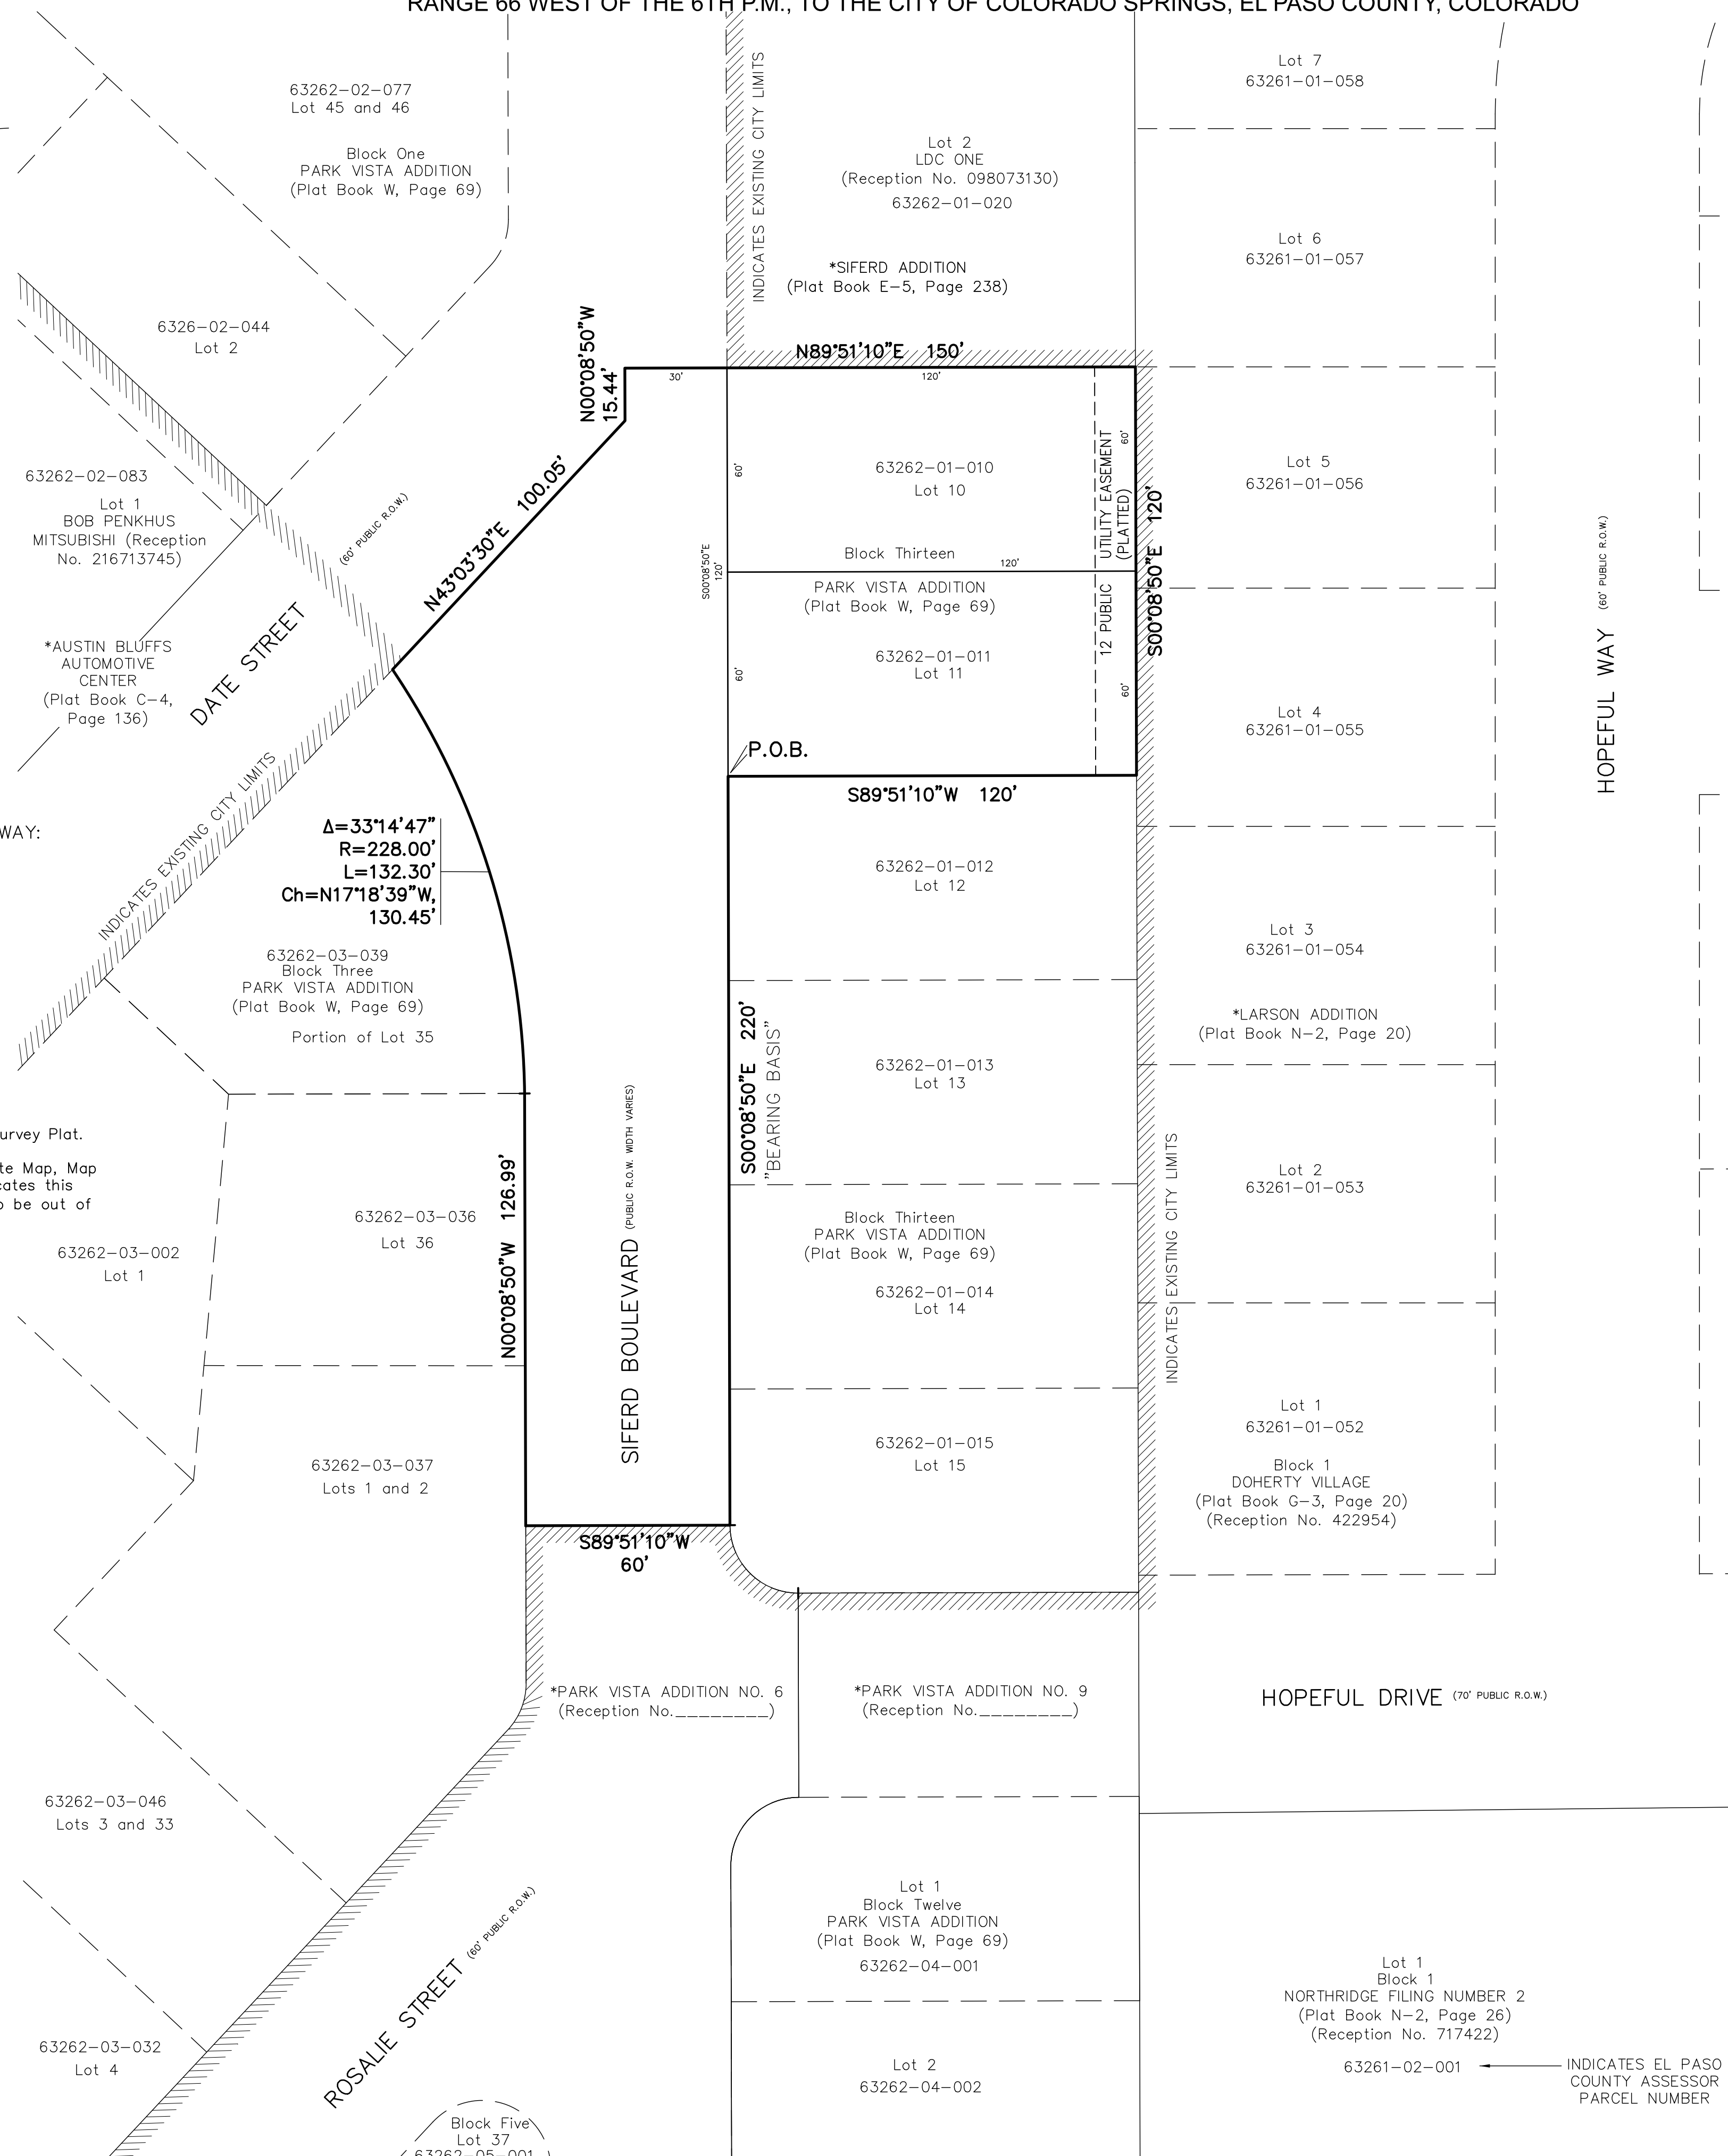 RANGE 66 WEST OF THE 6TH P.M., TO THE CITY OF COLORADO SPRINGS, EL PASO COUNTY, COLORADO
63262-02-077
Lot 45 and 46
Block One
PARK VISTA ADDITION
(Plat Book W, Page 69)
INDICATES EXISTING CITY LIMITS
Lot 2
LDC ONE
(Reception No. 098073130)
63262-01-020
*SIFERD ADDITION
(Plat Book E-5, Page 238)
Lot 7
63261-01-058
Lot 6
63261-01-057
6326-02-044
Lot 2
N00°08'50"W
15.44'
N89°51'10"E 150'
30'
120'
63262-02-083
Lot 1
BOB PENKHUS
MITSUBISHI (Reception
No. 216713745)
*AUSTIN BLUFFS
AUTOMOTIVE
CENTER
(Plat Book C-4,
Page 136)
DATE STREET
(60' PUBLIC R.O.W.)
N43°03'30"E 100.05'
60'
63262-01-010
Lot 10
Block Thirteen
120'
S00°08'50"E
120'
PARK VISTA ADDITION
(Plat Book W, Page 69)
63262-01-011
Lot 11
60'
12 PUBLIC UTILITY EASEMENT
(PLATTED)
60'
60'
S00°08'50"E 120'
Lot 5
63261-01-056
Lot 4
63261-01-055
HOPEFUL WAY (60' PUBLIC R.O.W.)
P.O.B.
S89°51'10"W 120'
WAY:
INDICATES EXISTING CITY LIMITS
Δ=33°14'47"
R=228.00'
L=132.30'
Ch=N17°18'39"W,
130.45'
63262-03-039
Block Three
PARK VISTA ADDITION
(Plat Book W, Page 69)
Portion of Lot 35
63262-01-012
Lot 12
63262-01-013
Lot 13
S00°08'50"E 220'
"BEARING BASIS"
Lot 3
63261-01-054
*LARSON ADDITION
(Plat Book N-2, Page 20)
urvey Plat.
te Map, Map
cates this
o be out of
63262-03-002
Lot 1
63262-03-036
Lot 36
N00°08'50"W 126.99'
SIFERD BOULEVARD (PUBLIC R.O.W. WIDTH VARIES)
Block Thirteen
PARK VISTA ADDITION
(Plat Book W, Page 69)
63262-01-014
Lot 14
INDICATES EXISTING CITY LIMITS
Lot 2
63261-01-053
63262-03-037
Lots 1 and 2
63262-01-015
Lot 15
Lot 1
63261-01-052
Block 1
DOHERTY VILLAGE
(Plat Book G-3, Page 20)
(Reception No. 422954)
S89°51'10"W
60'
*PARK VISTA ADDITION NO. 6
(Reception No.________)
*PARK VISTA ADDITION NO. 9
(Reception No.________)
HOPEFUL DRIVE (70' PUBLIC R.O.W.)
63262-03-046
Lots 3 and 33
ROSALIE STREET (60' PUBLIC R.O.W.)
Lot 1
Block Twelve
PARK VISTA ADDITION
(Plat Book W, Page 69)
63262-04-001
Lot 1
Block 1
NORTHRIDGE FILING NUMBER 2
(Plat Book N-2, Page 26)
(Reception No. 717422)
63261-02-001
INDICATES EL PASO
COUNTY ASSESSOR
PARCEL NUMBER
63262-03-032
Lot 4
Lot 2
63262-04-002
Block Five
Lot 37
63262-05-001